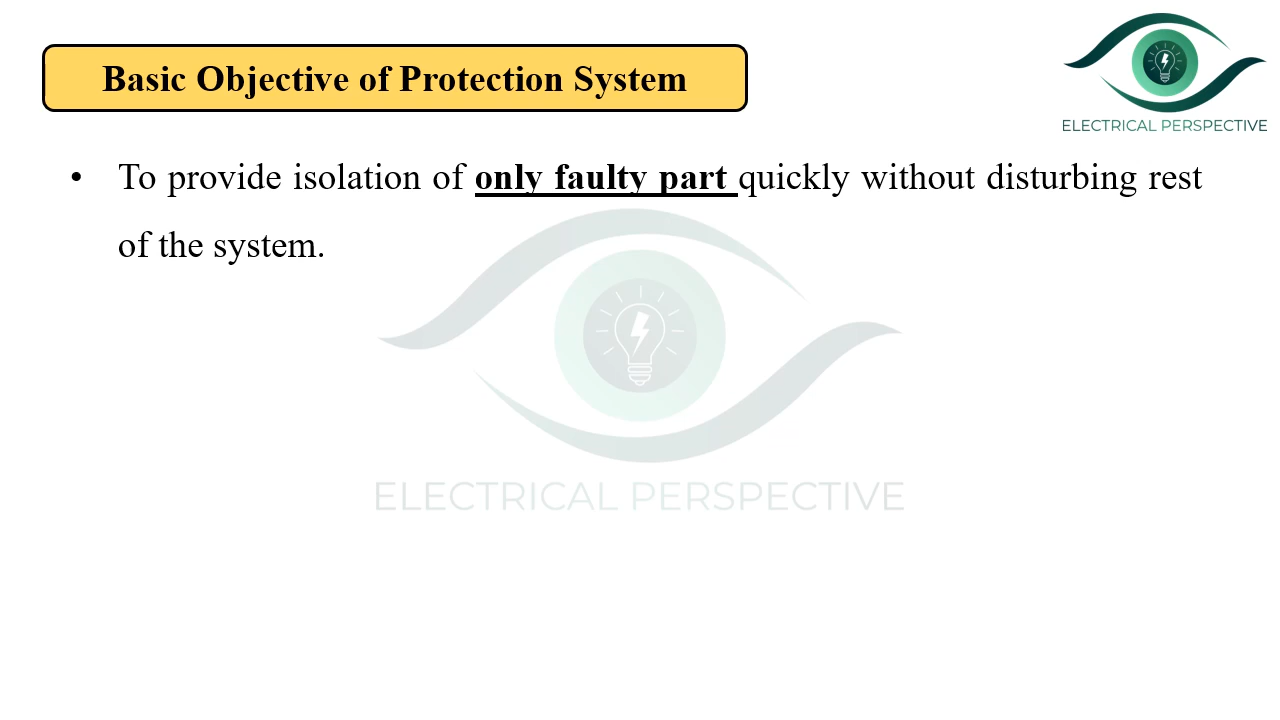 Basic Objective of Protection System
ELECTRICAL PERSPECTIVE
• To provide isolation of only faulty part quickly without disturbing rest
of the system.
ELECTRICAL PERSPECTIVE